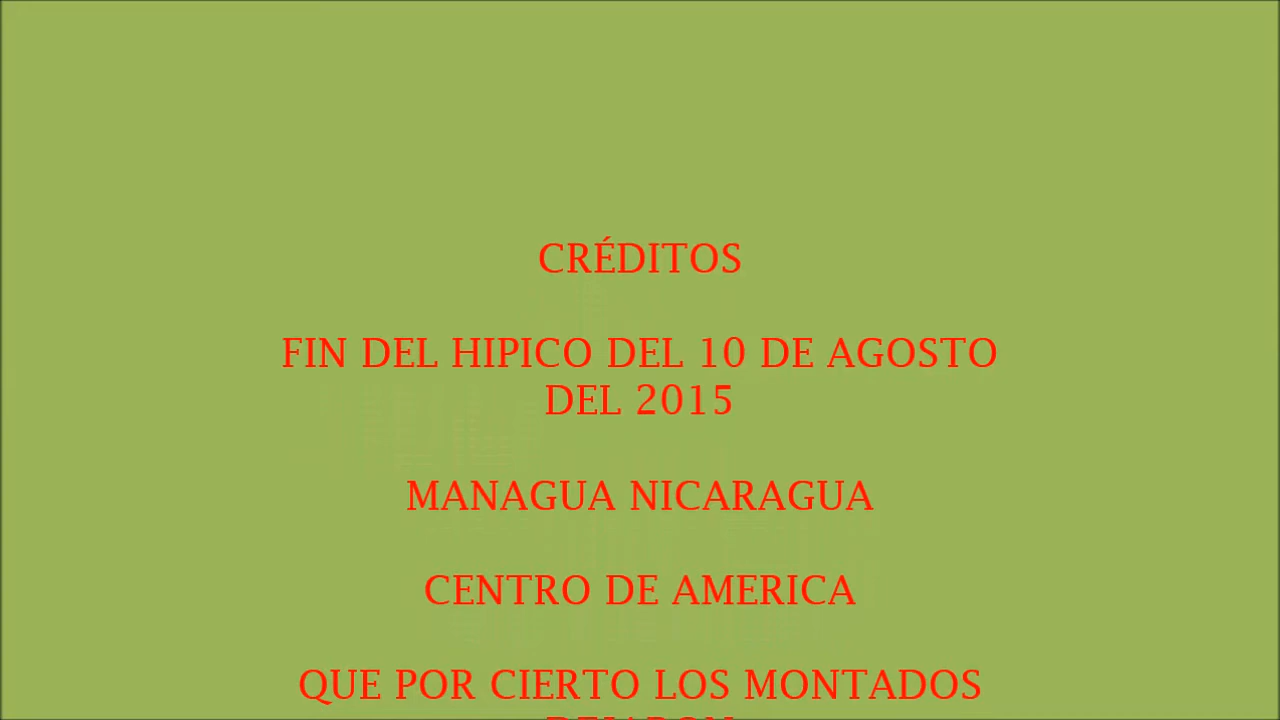 CRÉDITOS
FIN DEL HIPICO DEL 10 DE AGOSTO
DEL 2015
MANAGUA NICARAGUA
CENTRO DE AMERICA
QUE POR CIERTO LOS MONTADOS